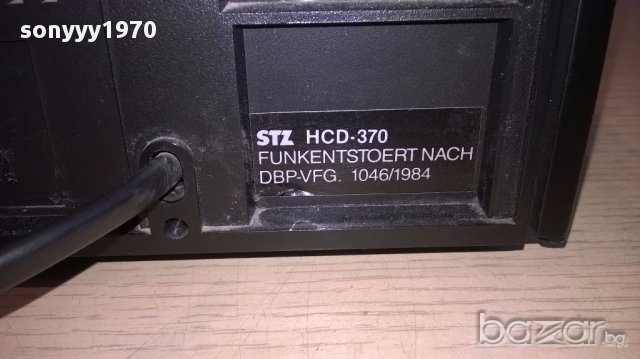 sonyyy1970
STZ HCD-370
FUNKENTSTOERT NACH
DBP-VFG. 1046/1984
bazar.bg